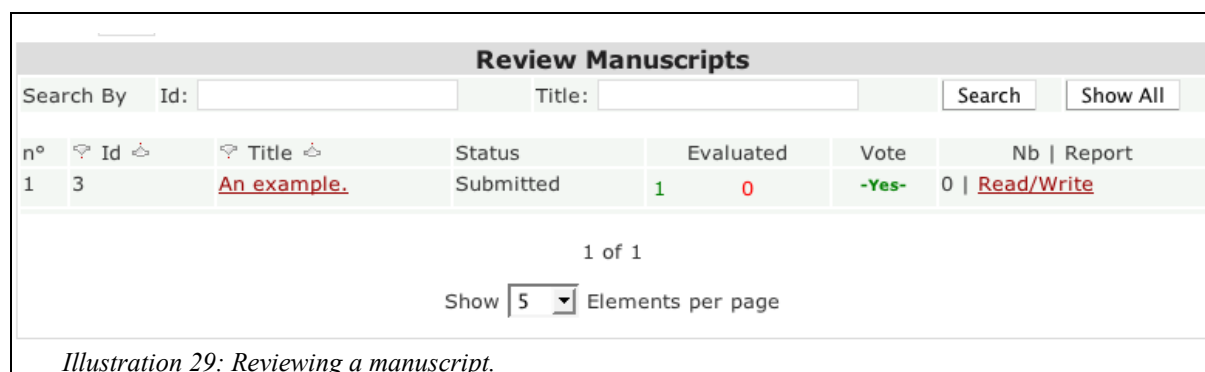 Review Manuscripts
Search By Id: Title: Search Show All
n° Id Title Status Evaluated Vote Nb | Report
1 3 An example. Submitted 1 0 -Yes- 0 | Read/Write
1 of 1
Show 5 Elements per page
Illustration 29: Reviewing a manuscript.